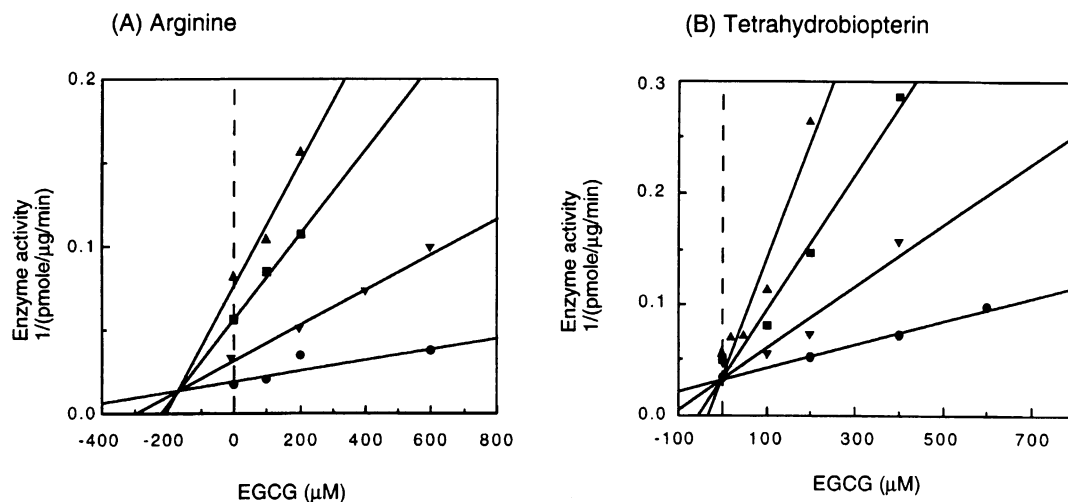 (A) Arginine
(B) Tetrahydrobiopterin
Enzyme activity
1/(pmole/μg/min)
0.2
0.1
0.0
-400 -200 0 200 400 600 800
EGCG (μM)
Enzyme activity
1/(pmole/μg/min)
0.3
0.2
0.1
0.0
-100 100 300 500 700
EGCG (μM)